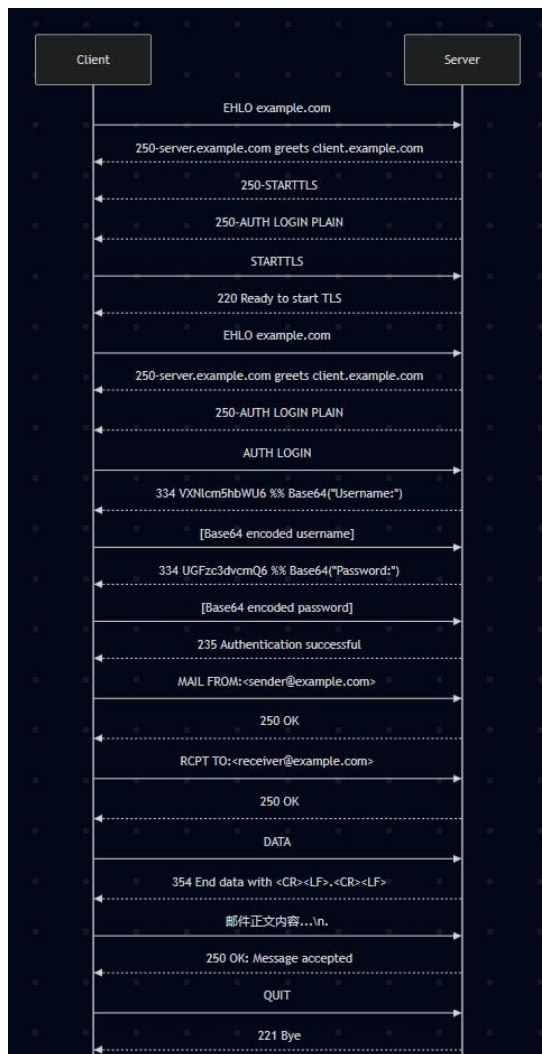 Client
Server
EHLO example.com
250-server.example.com greets client.example.com
250-STARTTLS
250-AUTH LOGIN PLAIN
STARTTLS
220 Ready to start TLS
EHLO example.com
250-server.example.com greets client.example.com
250-AUTH LOGIN PLAIN
AUTH LOGIN
334 VXNlcm5hbWU6 %% Base64("Username:")
[Base64 encoded username]
334 UGFzc3dvcmQ6 %% Base64("Password:")
[Base64 encoded password]
235 Authentication successful
MAIL FROM:<sender@example.com>
250 OK
RCPT TO:<receiver@example.com>
250 OK
DATA
354 End data with <CR><LF>.<CR><LF>
邮件正文内容...\n.
250 OK: Message accepted
QUIT
221 Bye